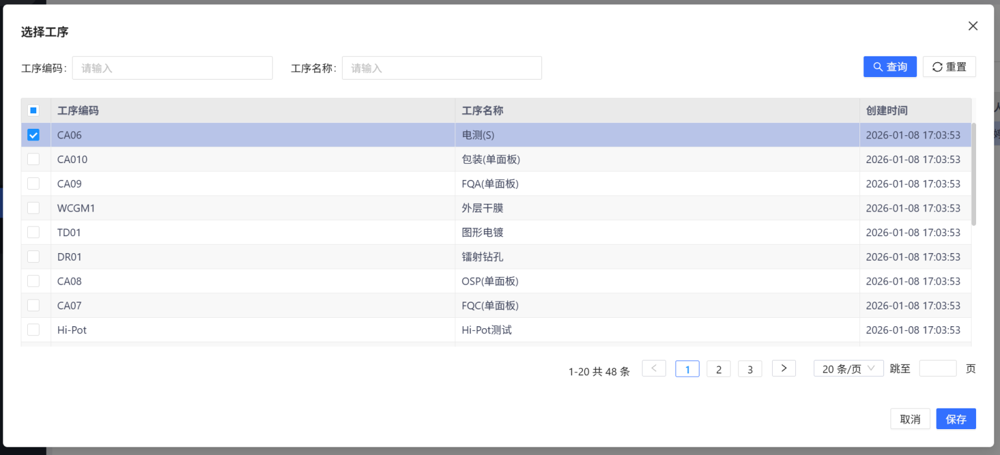 选择工序
工序编码: 请输入 工序名称: 请输入 查询 重置
工序编码 工序名称 创建时间
CA06 电测(S) 2026-01-08 17:03:53
CA010 包装(单面板) 2026-01-08 17:03:53
CA09 FQA(单面板) 2026-01-08 17:03:53
WCGM1 外层干膜 2026-01-08 17:03:53
TD01 图形电镀 2026-01-08 17:03:53
DR01 镭射钻孔 2026-01-08 17:03:53
CA08 OSP(单面板) 2026-01-08 17:03:53
CA07 FQC(单面板) 2026-01-08 17:03:53
Hi-Pot Hi-Pot测试 2026-01-08 17:03:53
1-20 共 48 条 1 2 3 20 条/页 跳至 页
取消 保存